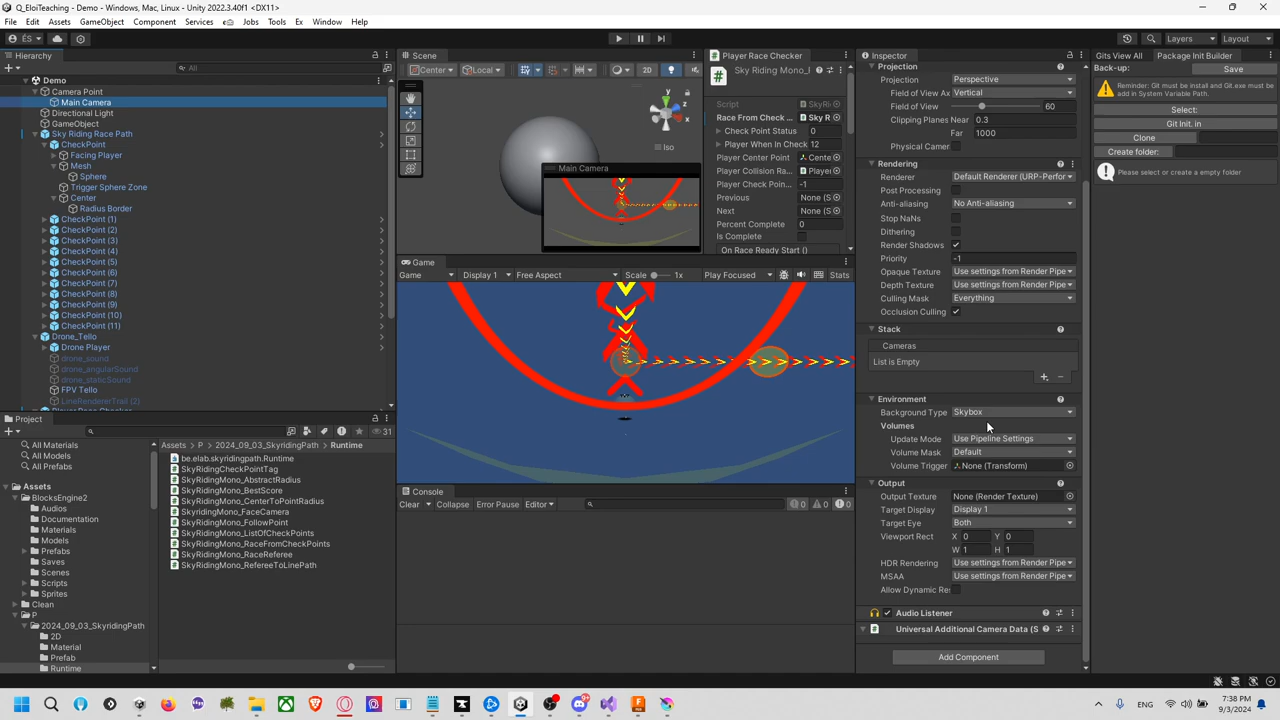 Q_EloiTeaching - Demo - Windows, Mac, Linux - Unity 2022.3.40f1 <DX11>
File Edit Assets GameObject Component Services Jobs Tools Ex Window Help
ÉS Layers Layout
Hierarchy
All
Demo
Camera Point
Main Camera
Directional Light
GameObject
Sky Riding Race Path
CheckPoint
Facing Player
Mesh
Sphere
Trigger Sphere Zone
Center
Radius Border
CheckPoint (1)
CheckPoint (2)
CheckPoint (3)
CheckPoint (4)
CheckPoint (5)
CheckPoint (6)
CheckPoint (7)
CheckPoint (8)
CheckPoint (9)
CheckPoint (10)
CheckPoint (11)
Drone_Tello
Drone Player
drone_sound
drone_angularSound
drone_staticSound
FPV Tello
LineRendererTrail (2)
Player Race Checker
Project
31
All Materials
All Models
All Prefabs
Assets
BlocksEngine2
Audios
Documentation
Materials
Models
Prefabs
Saves
Scenes
Scripts
Sprites
Clean
P
2024_09_03_SkyridingPath
2D
Material
Prefab
Runtime
Assets > P > 2024_09_03_SkyridingPath > Runtime
be.elab.skyridingpath.Runtime
SkyRidingCheckPointTag
SkyRidingMono_AbstractRadius
SkyRidingMono_BestScore
SkyRidingMono_CenterToPointRadius
SkyridingMono_FaceCamera
SkyRidingMono_FollowPoint
SkyRidingMono_ListOfCheckPoints
SkyRidingMono_RaceFromCheckPoints
SkyRidingMono_RaceReferee
SkyRidingMono_RefereeToLinePath
Scene
Center Local 2D
y
x
z
Iso
Main Camera
Game
Game Display 1 Free Aspect Scale 1x Play Focused Stats
Console
Clear Collapse Error Pause Editor 0 0 0
Player Race Checker
Sky Riding Mono_
Script SkyRi
Race From Check Sky R
Check Point Status 0
Player When in Check 12
Player Center Point Cente
Player Collision Ra... Playe
Player Check Poin... -1
Previous None (S
Next None (S
Percent Complete 0
Is Complete
On Race Ready Start ()
Inspector
Projection
Projection Perspective
Field of View Ax Vertical
Field of View 60
Clipping Planes Near 0.3
Far 1000
Physical Camer
Rendering
Renderer Default Renderer (URP-Perfor
Post Processing
Anti-aliasing No Anti-aliasing
Stop NaNs
Dithering
Render Shadows
Priority -1
Opaque Texture Use settings from Render Pipe
Depth Texture Use settings from Render Pipe
Culling Mask Everything
Occlusion Culling
Stack
Cameras
List is Empty
Environment
Background Type Skybox
Volumes
Update Mode Use Pipeline Settings
Volume Mask Default
Volume Trigger None (Transform)
Output
Output Texture None (Render Texture)
Target Display Display 1
Target Eye Both
Viewport Rect X 0 Y 0
W 1 H 1
HDR Rendering Use settings from Render Pipe
MSAA Use settings from Render Pipe
Allow Dynamic Res
Audio Listener
Universal Additional Camera Data (S
Add Component
Gits View All Package Init Builder
Back-up: Save
Warning: Git must be install and Git.exe must be add in System Variable Path.
Select:
Git Init. in
Clone
Create folder:
Please select or create a empty folder
ENG
7:38 PM
9/3/2024